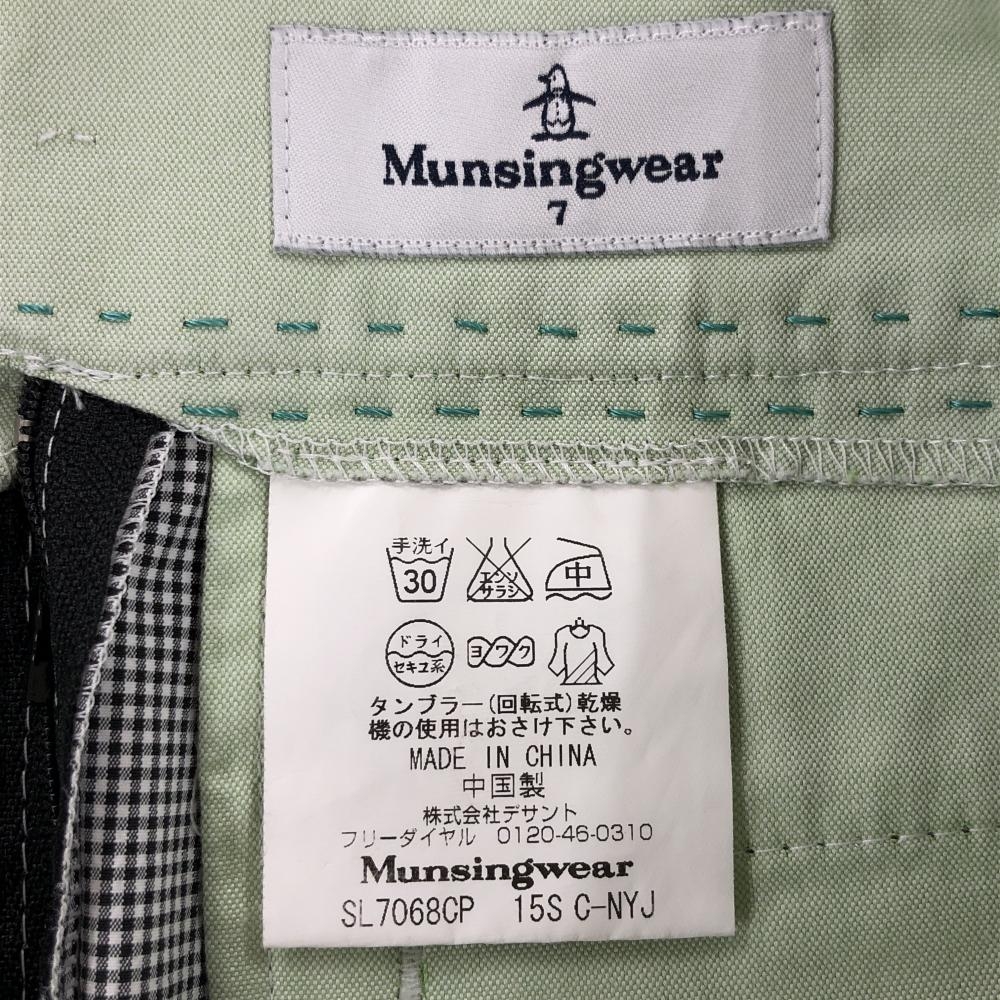 Munsingwear
7
手洗イ
30
エンソ
サラシ
中
ドライ
セキユ系
ヨワク
タンブラー(回転式)乾燥
機の使用はおさけ下さい。
MADE IN CHINA
中国製
株式会社デサント
フリーダイヤル 0120-46-0310
Munsingwear
SL7068CP 15S C-NYJ